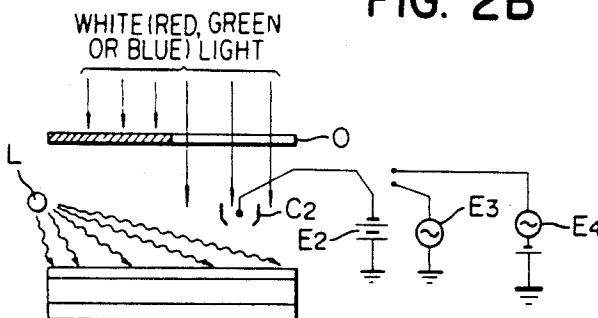 FIG. 2B
WHITE (RED, GREEN
OR BLUE) LIGHT
O
L
C2
E2
E3
E4